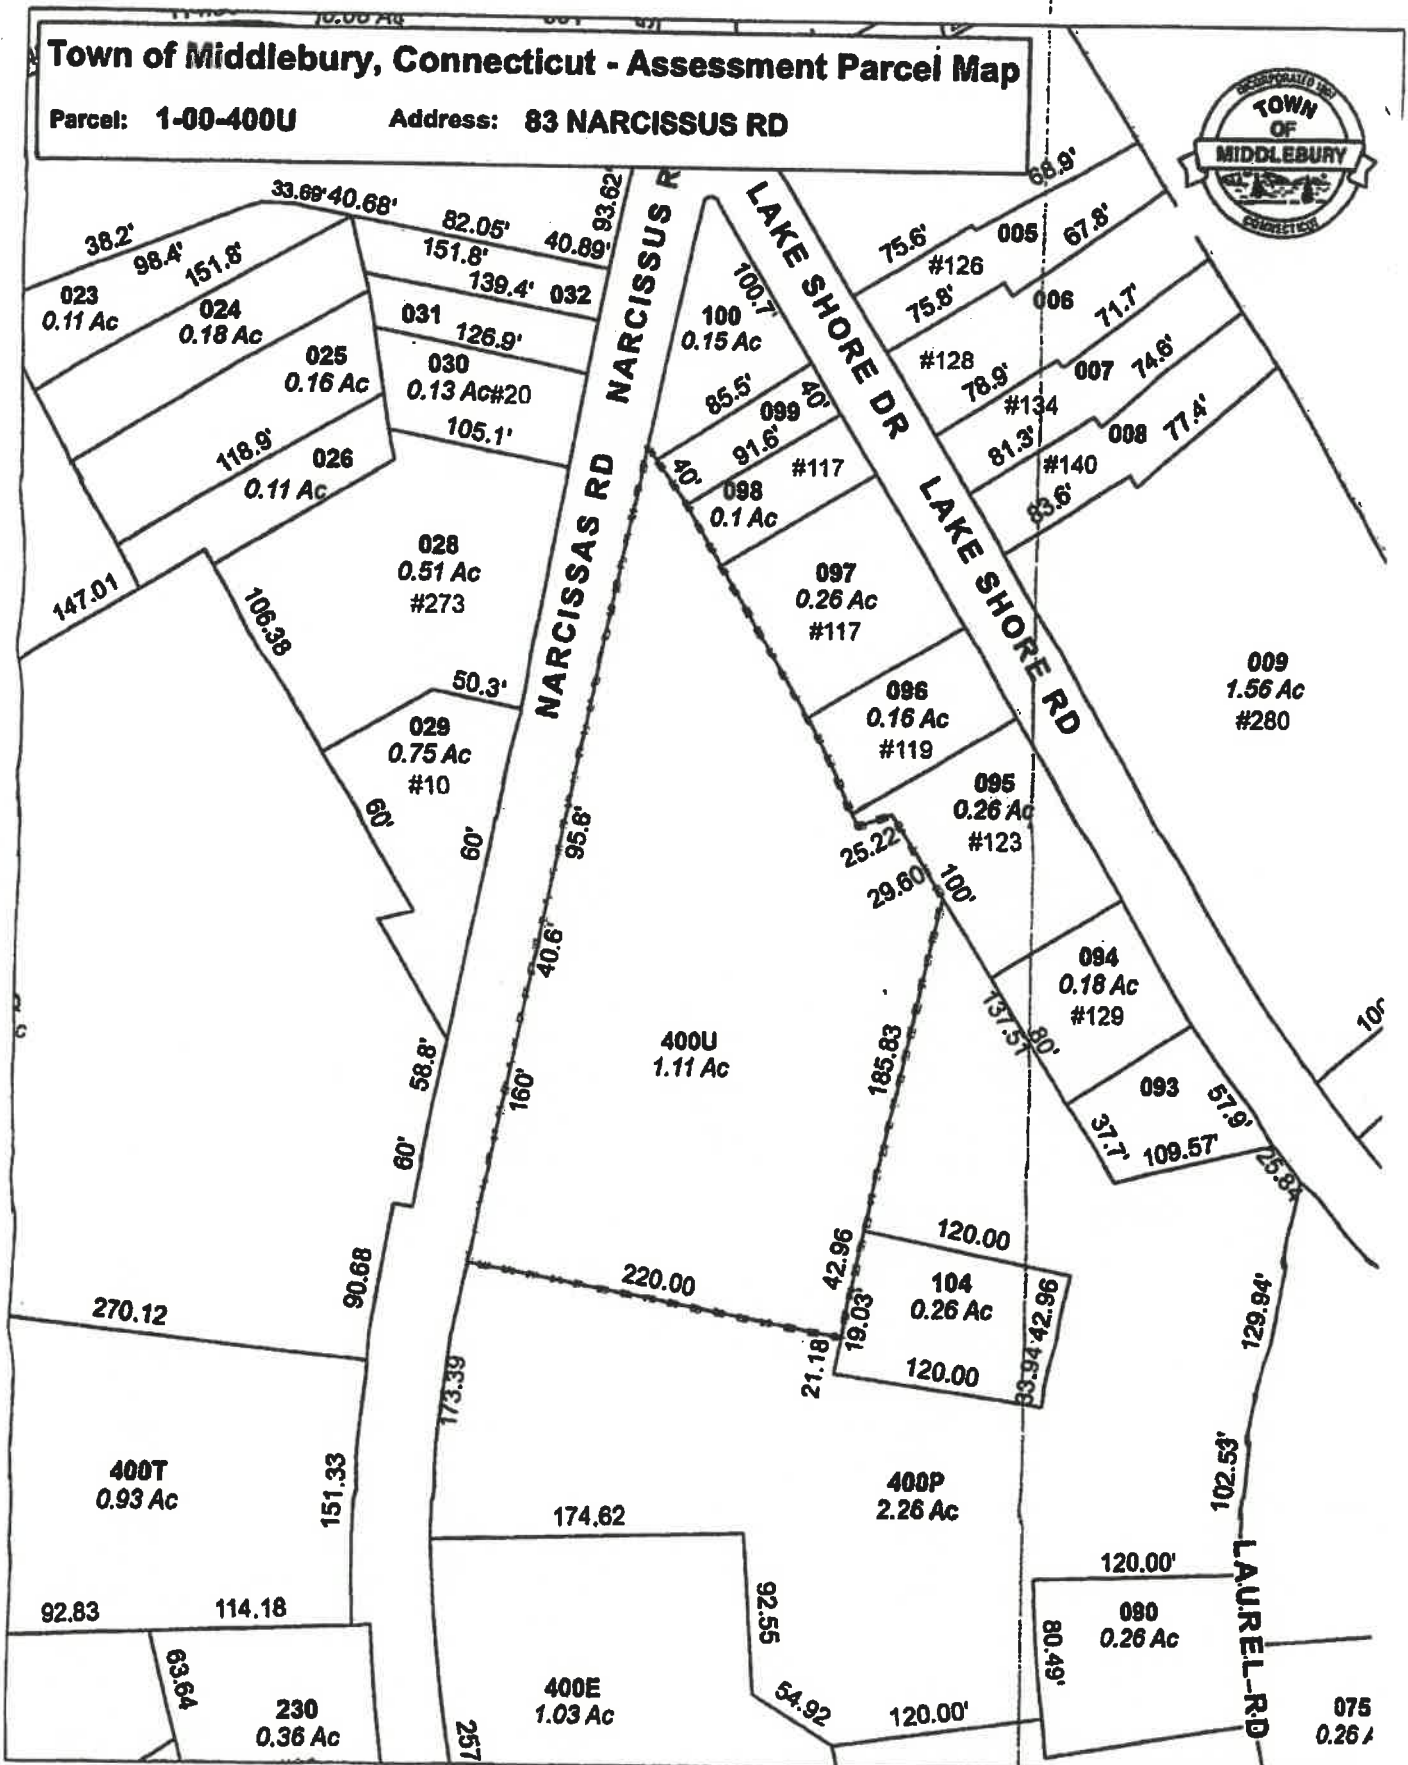 Town of Middlebury, Connecticut - Assessment Parcel Map
Parcel: 1-00-400U Address: 83 NARCISSUS RD
INCORPORATED 1807
TOWN
OF
MIDDLEBURY
CONNECTICUT
68.9'
33.69'
40.68'
93.62'
NARCISSUS R
LAKE SHORE DR
38.2'
98.4'
151.8'
82.05'
40.89'
151.8'
139.4'
032
75.6'
005
67.8'
#126
023
0.11 Ac
024
0.18 Ac
031
126.9'
NARCISSUS
100
0.15 Ac
100.7'
75.8'
006
71.7'
#128
025
0.16 Ac
030
0.13 Ac
#20
85.5'
40'
099
78.9'
007
74.6'
#134
118.9'
026
0.11 Ac
105.1'
91.6'
#117
81.3'
008
77.4'
#140
40'
098
0.1 Ac
83.6'
NARCISSAS RD
LAKE SHORE RD
147.01
106.38
028
0.51 Ac
#273
097
0.26 Ac
#117
50.3'
029
0.75 Ac
#10
096
0.16 Ac
#119
009
1.56 Ac
#280
60'
60'
95.6'
095
0.26 Ac
#123
25.22
29.60
100'
40.6'
094
0.18 Ac
#129
137.51
80'
400U
1.11 Ac
185.83
58.8'
160'
093
57.9'
37.7'
109.57'
25.84
60'
90.68
220.00
42.96
120.00
104
0.26 Ac
42.96
129.94'
270.12
19.03'
21.18
120.00
33.94'
173.39
400T
0.93 Ac
151.33
400P
2.26 Ac
102.53'
174.62
92.83
114.18
92.55
120.00'
080
0.26 Ac
80.49'
LAUREL RD
63.64
230
0.36 Ac
400E
1.03 Ac
257
54.92
120.00'
075
0.26